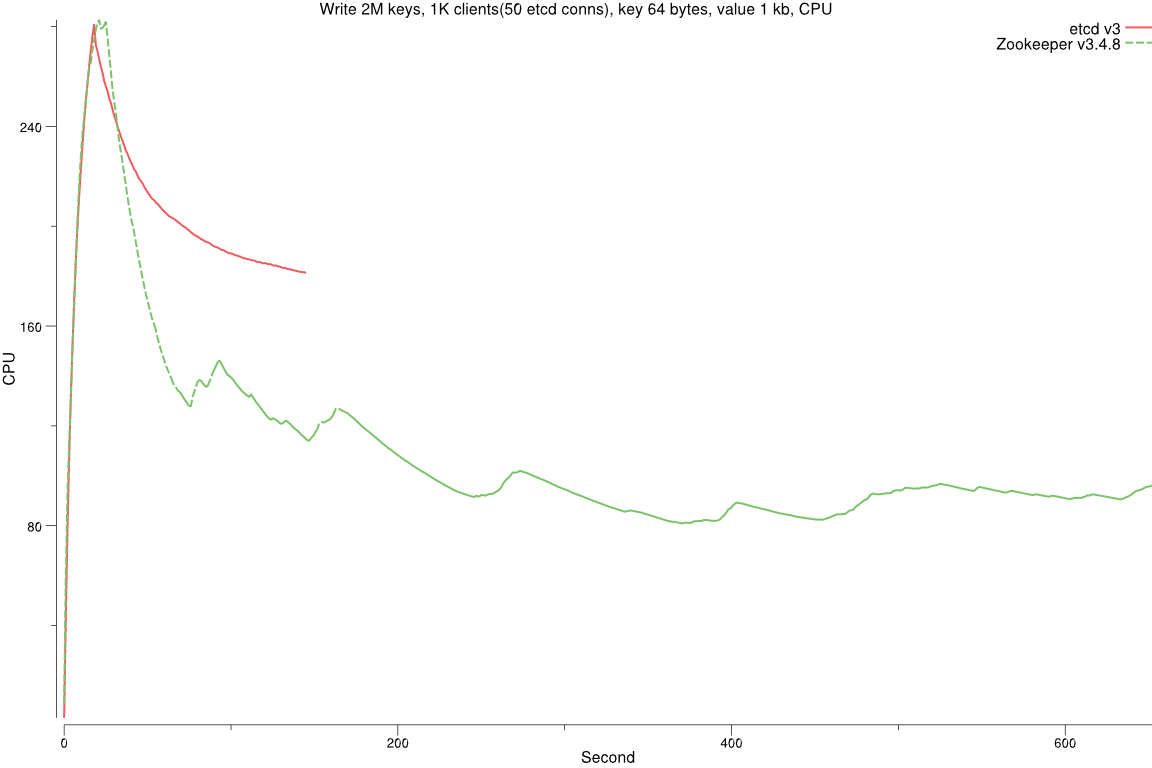 Write 2M keys, 1K clients(50 etcd conns), key 64 bytes, value 1 kb, CPU
etcd v3
Zookeeper v3.4.8
240
160
80
CPU
0
200
400
600
Second